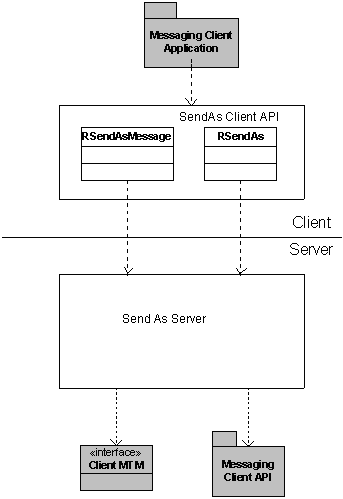 Messaging Client
Application
SendAs Client API
RSendAsMessage
RSendAs
Client
Server
Send As Server
«interface»
Client MTM
Messaging
Client API